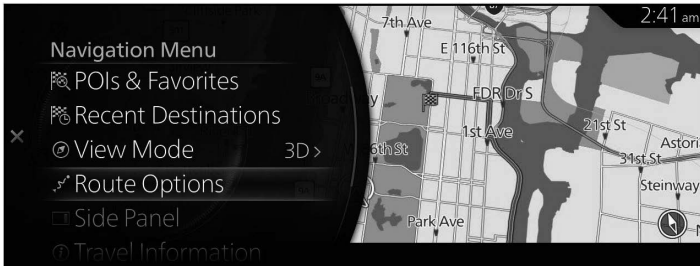 2:41 am
Navigation Menu
POIs & Favorites
Recent Destinations
View Mode 3D >
Route Options
Side Panel
Travel Information
7th Ave
E 116th St
FDR Dr S
1st Ave
21st St
Astori
31st St
Steinway
6th St
Park Ave